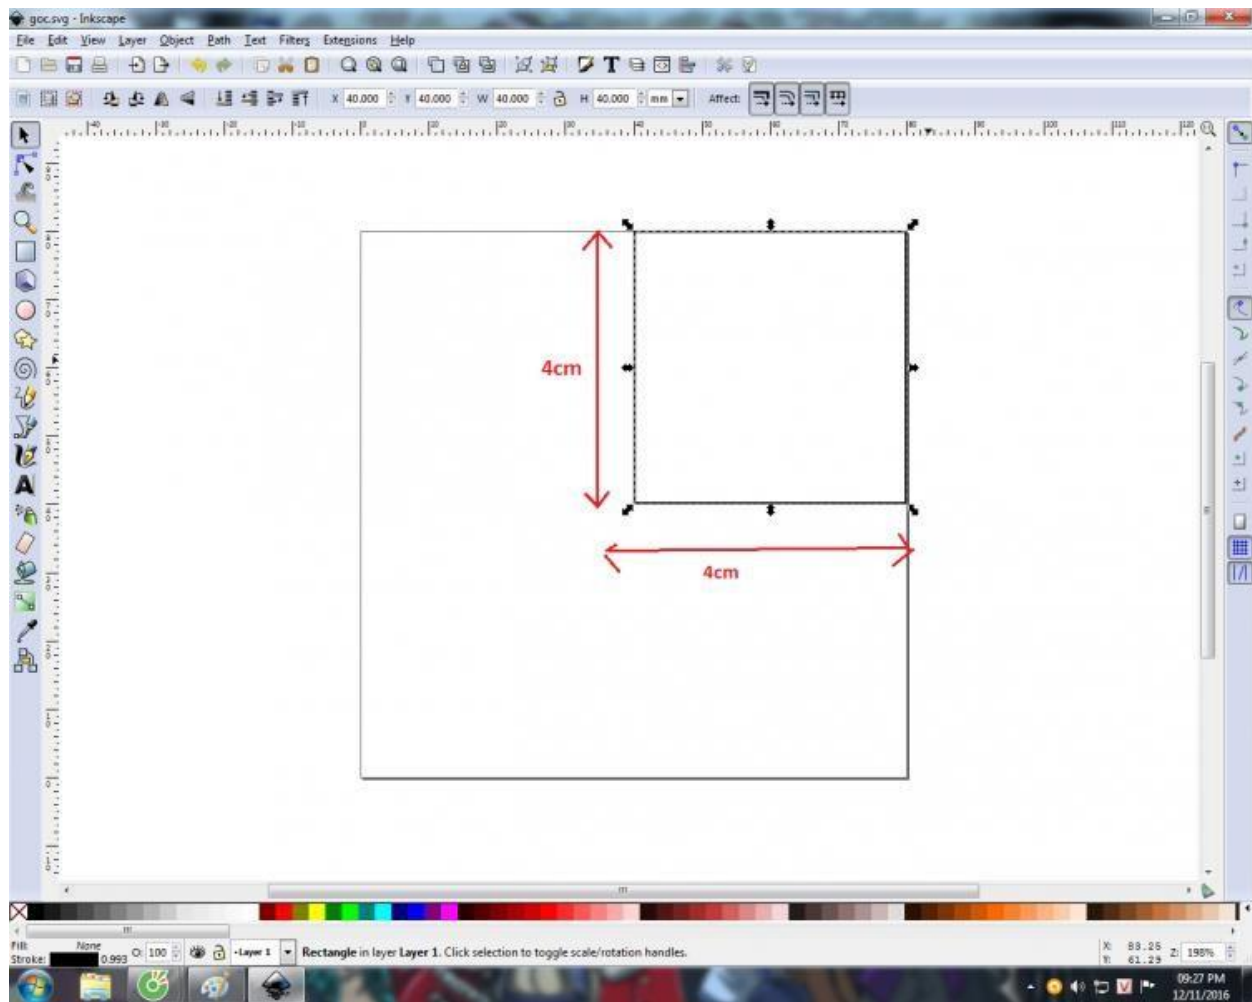 goc.svg - Inkscape
File Edit View Layer Object Path Text Filters Extensions Help
X 40.000 Y 40.000 W 40.000 H 40.000 mm Affect:
4cm
4cm
Fill: None
Stroke: 0.993 O: 100 -Layer 1 Rectangle in layer Layer 1. Click selection to toggle scale/rotation handles.
X: 83.25 Z: 198%
Y: 61.29
09:27 PM
12/11/2016